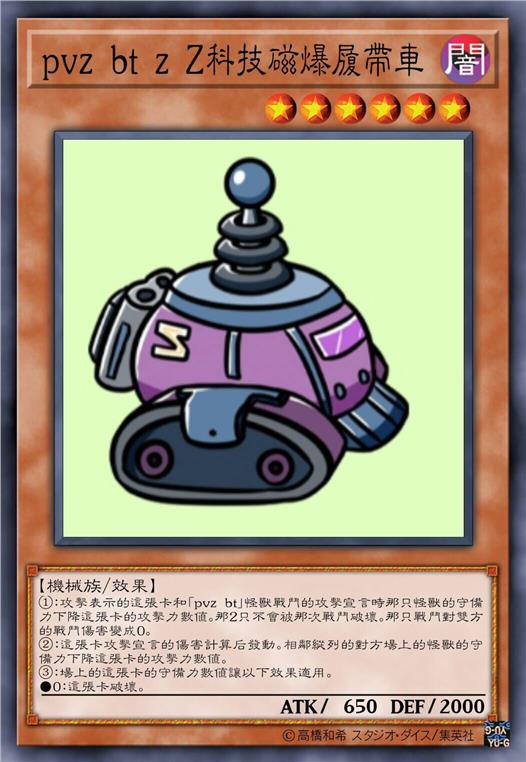 pvz bt z Z科技磁爆履帶車
闇
【機械族/效果】
①:攻擊表示的這張卡和「pvz bt」怪獸戰鬥的攻擊宣言時那只怪獸的守備
力下降這張卡的攻擊力數值。那2只不會被那次戰鬥破壞。那只戰鬥對雙方
的戰鬥傷害變成0。
②:這張卡攻擊宣言的傷害計算后發動。相鄰縱列的對方場上的怪獸的守
備力下降這張卡的攻擊力數值。
③:場上的這張卡的守備力數值讓以下效果適用。
●0:這張卡破壞。
ATK/ 650 DEF/2000
©高橋和希 スタジオ・ダイス/集英社